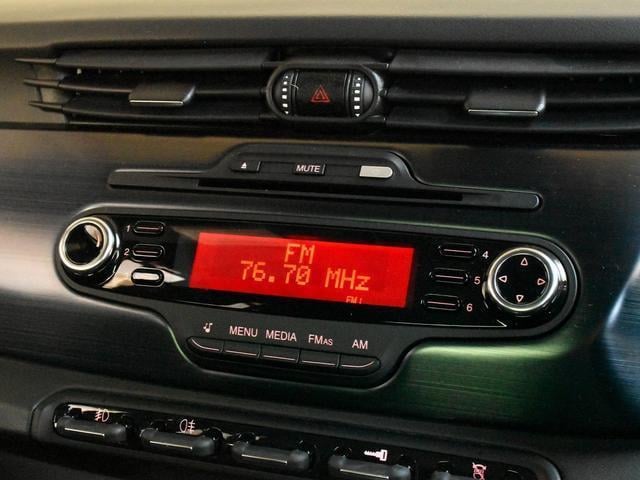 MUTE
1
2
4
5
6
FM
76.70 MHz
FM1
MENU MEDIA FMAS AM